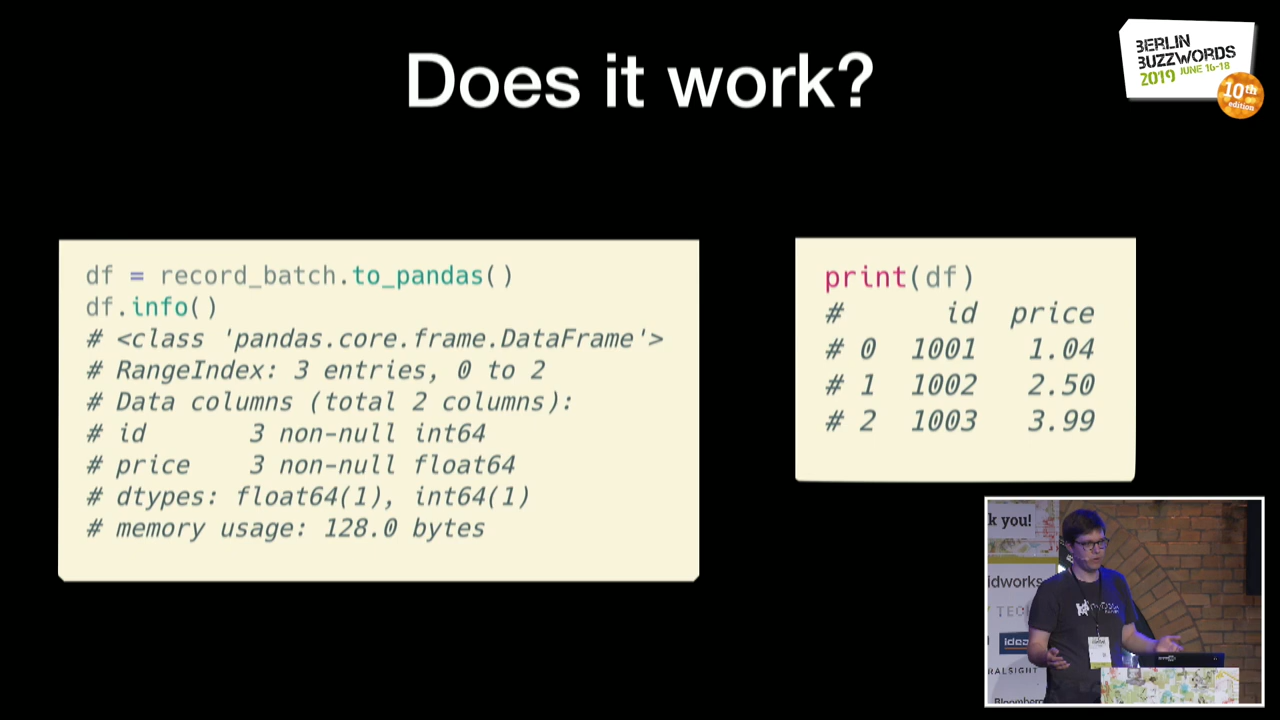 Does it work?
BERLIN
BUZZWORDS
2019 JUNE 16-18
10th
edition
df = record_batch.to_pandas()
df.info()
# <class 'pandas.core.frame.DataFrame'>
# RangeIndex: 3 entries, 0 to 2
# Data columns (total 2 columns):
# id 3 non-null int64
# price 3 non-null float64
# dtypes: float64(1), int64(1)
# memory usage: 128.0 bytes
print(df)
# id price
# 0 1001 1.04
# 1 1002 2.50
# 2 1003 3.99
k you!
idworks
TEC
idea
RALSIGHT
Bloomberg